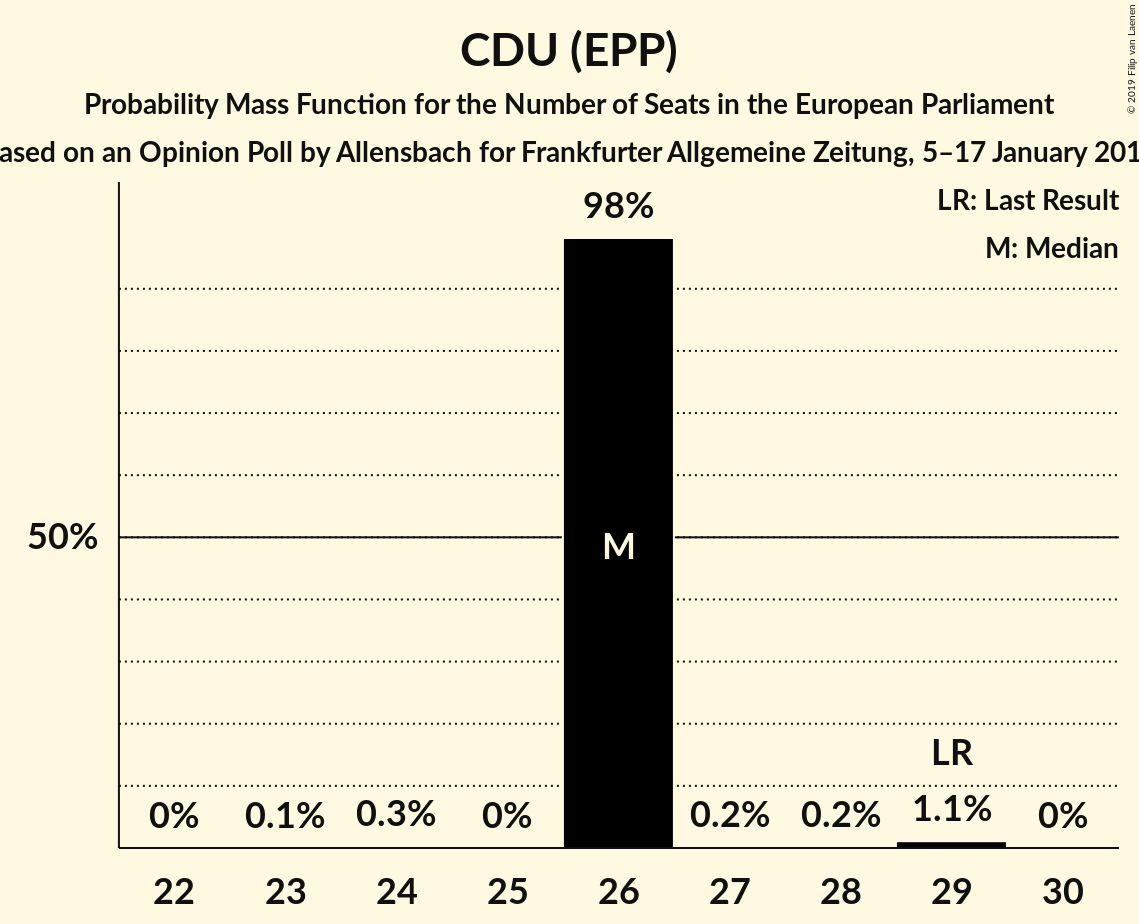 CDU (EPP)
Probability Mass Function for the Number of Seats in the European Parliament
ased on an Opinion Poll by Allensbach for Frankfurter Allgemeine Zeitung, 5–17 January 201
© 2019 Filip van Laenen
LR: Last Result
M: Median
98%
50%
M
LR
0% 0.1% 0.3% 0% 0.2% 0.2% 1.1% 0%
22 23 24 25 26 27 28 29 30